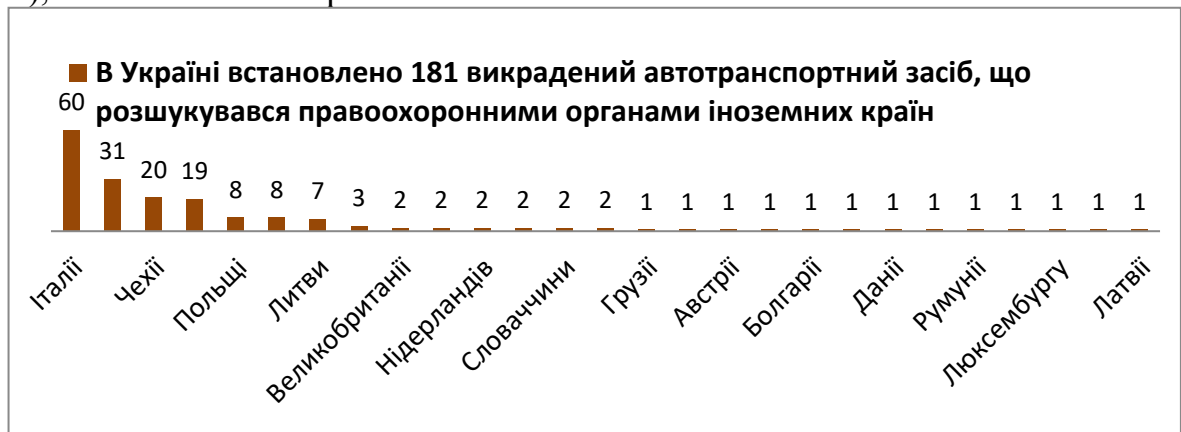 В Україні встановлено 181 викрадений автотранспортний засіб, що
розшукувався правоохоронними органами іноземних країн
60
31
20
19
8
8
7
3
2
2
2
2
2
2
1
1
1
1
1
1
1
1
1
1
1
1
1
Італії
Чехії
Польщі
Литви
Великобританії
Нідерландів
Словаччини
Грузії
Австрії
Болгарії
Данії
Румунії
Люксембургу
Латвії